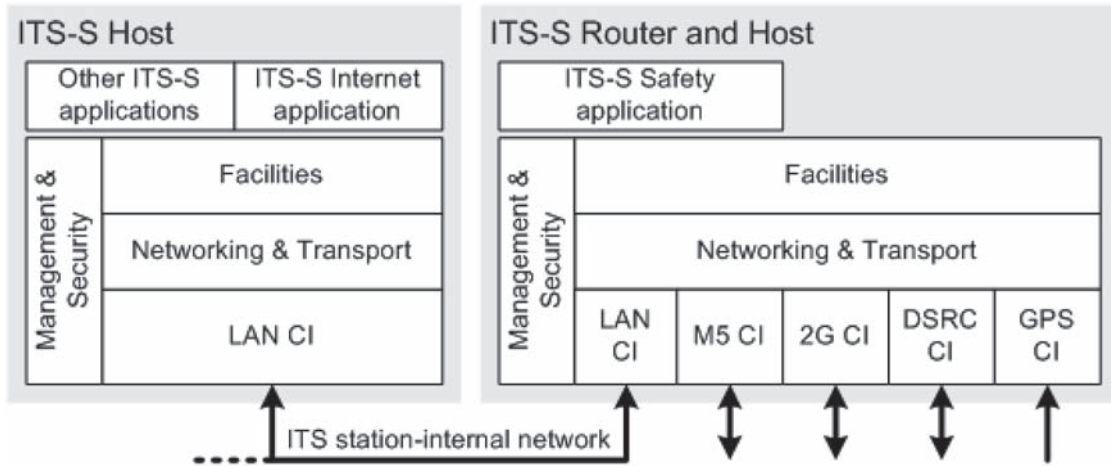 ITS-S Host
Other ITS-S
applications
ITS-S Internet
application
Management &
Security
Facilities
Networking & Transport
LAN CI
ITS-S Router and Host
ITS-S Safety
application
Management &
Security
Facilities
Networking & Transport
LAN
CI
M5 CI
2G CI
DSRC
CI
GPS
CI
ITS station-internal network